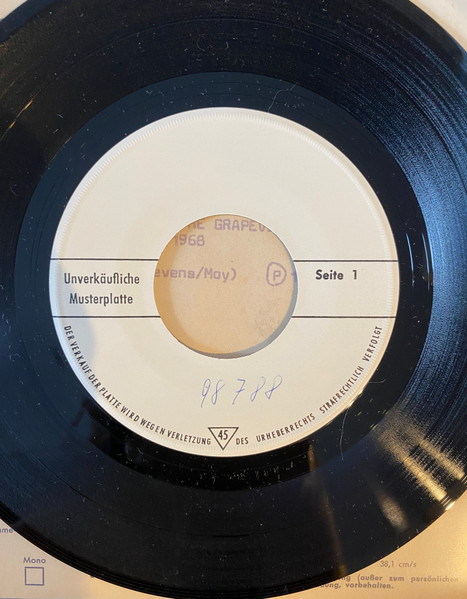 HE GRAPEV
1968
evens/Moy) Ⓟ
Unverkäufliche
Musterplatte
Seite 1
98 788
DER VERKAUF DER PLATTE WIRD WEGEN VERLETZUNG 45 DES URHEBERRECHTS STRAFRECHTLICH VERFOLGT
Mono
38,1 cm/s
(außer zum persönlichen
vorbehalten.